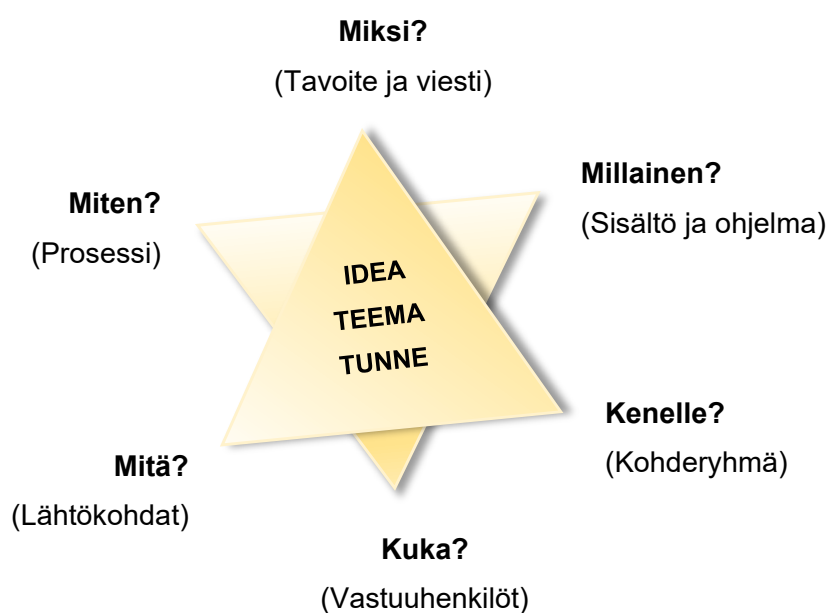 Miksi?
(Tavoite ja viesti)
Millainen?
(Sisältö ja ohjelma)
Miten?
(Prosessi)
IDEA
TEEMA
TUNNE
Kenelle?
(Kohderyhmä)
Mitä?
(Lähtökohdat)
Kuka?
(Vastuuhenkilöt)